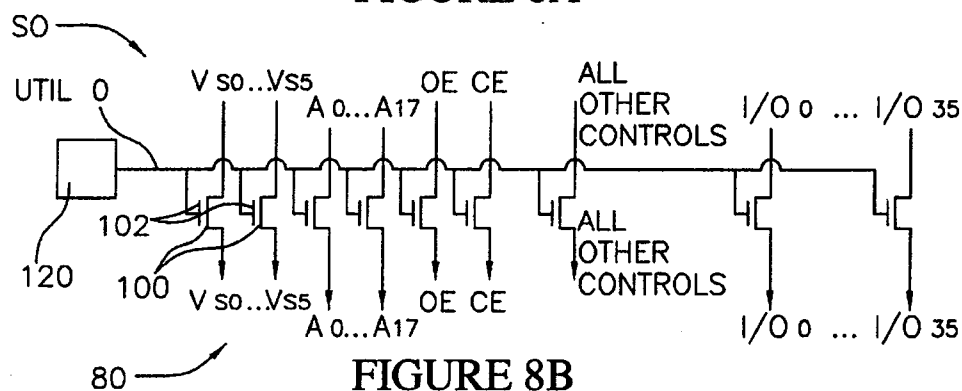 SO
UTIL 0
V S0...VS5
A 0...A17
OE CE
ALL
OTHER
CONTROLS
I/O 0 ... I/O 35
102
120
100
V S0...VS5
A 0...A17
OE CE
ALL
OTHER
CONTROLS
I/O 0 ... I/O 35
80
FIGURE 8B